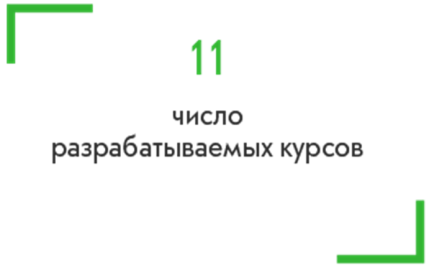 11
число
разрабатываемых курсов